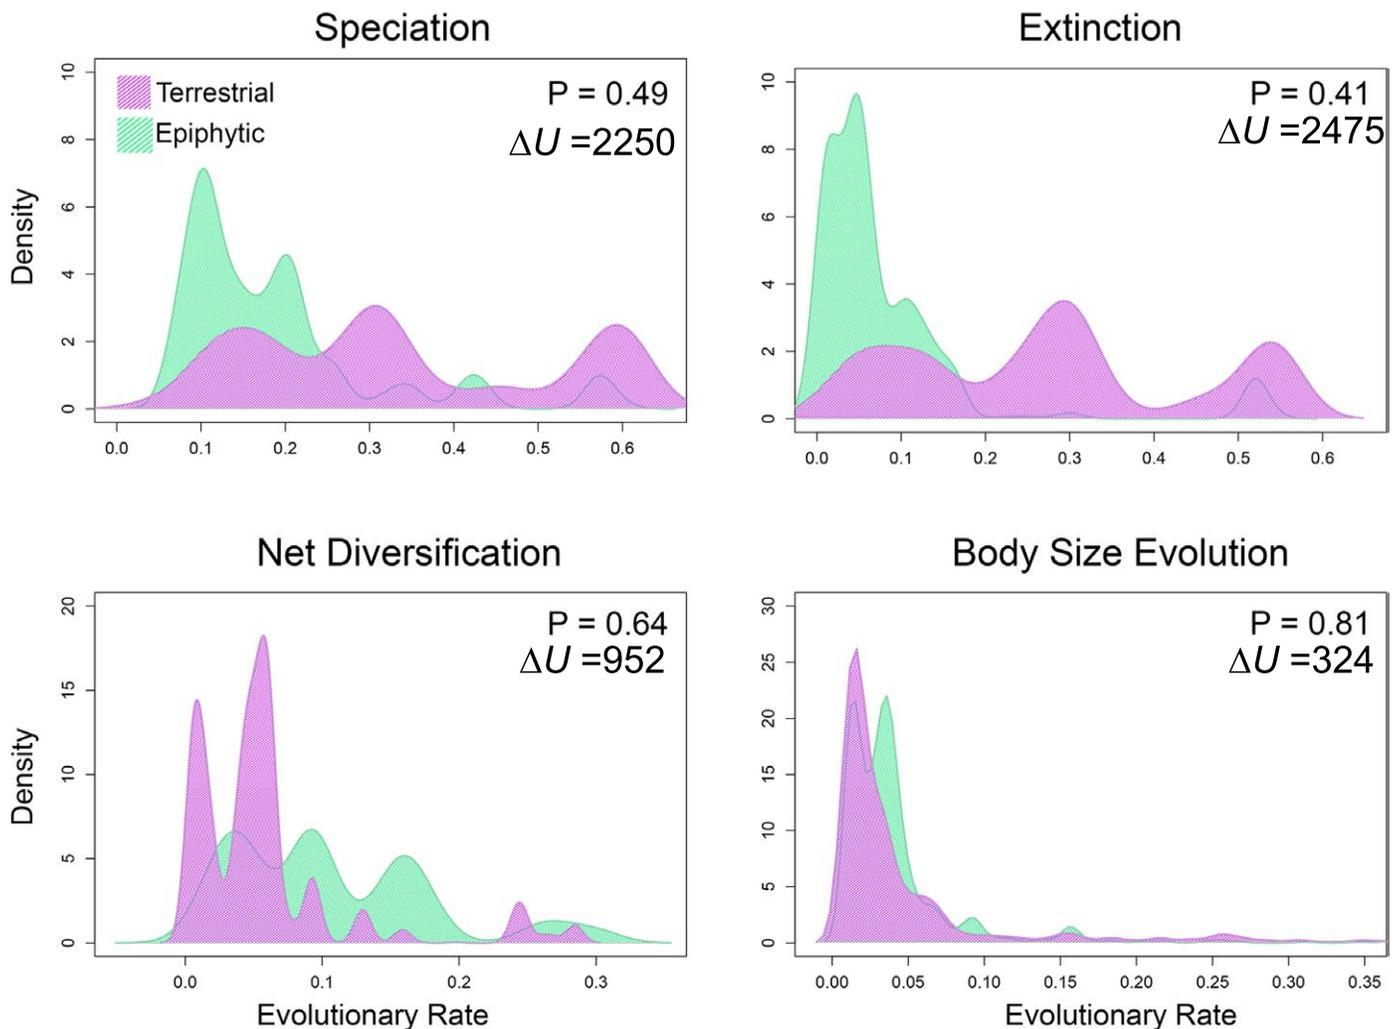 Speciation
Terrestrial
Epiphytic
P = 0.49
ΔU =2250
Density
10
8
6
4
2
0
0.0 0.1 0.2 0.3 0.4 0.5 0.6
Extinction
P = 0.41
ΔU =2475
10
8
6
4
2
0
0.0 0.1 0.2 0.3 0.4 0.5 0.6
Net Diversification
P = 0.64
ΔU =952
Density
20
15
10
5
0
0.0 0.1 0.2 0.3
Evolutionary Rate
Body Size Evolution
P = 0.81
ΔU =324
30
25
20
15
10
5
0
0.00 0.05 0.10 0.15 0.20 0.25 0.30 0.35
Evolutionary Rate